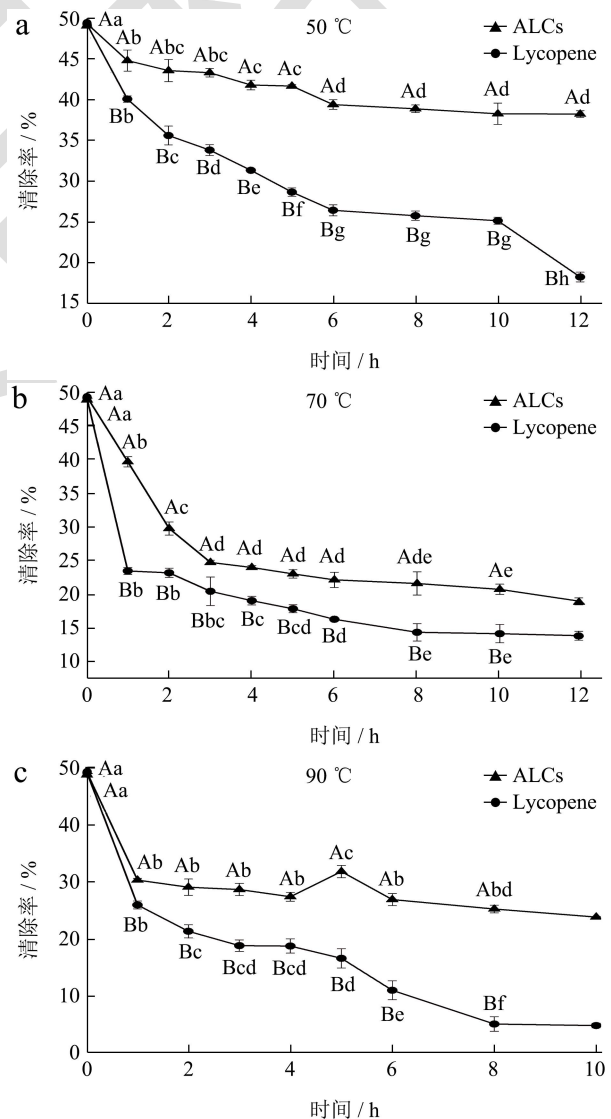 a
50 ℃
ALCs
Lycopene
清除率 / %
50
45
40
35
30
25
20
15
Aa
Ab
Abc
Abc
Ac
Ac
Ad
Ad
Ad
Ad
Bb
Bc
Bd
Be
Bf
Bg
Bg
Bg
Bh
0 2 4 6 8 10 12
时间 / h
b
70 ℃
ALCs
Lycopene
清除率 / %
50
45
40
35
30
25
20
15
10
Aa
Aa
Ab
Ac
Ad
Ad
Ad
Ad
Ade
Ae
Bb
Bb
Bbc
Bc
Bcd
Bd
Be
Be
0 2 4 6 8 10 12
时间 / h
c
90 ℃
ALCs
Lycopene
清除率 / %
50
40
30
20
10
0
Aa
Aa
Ab
Ab
Ab
Ab
Ac
Ab
Abd
Bb
Bc
Bcd
Bcd
Bd
Be
Bf
0 2 4 6 8 10
时间 / h